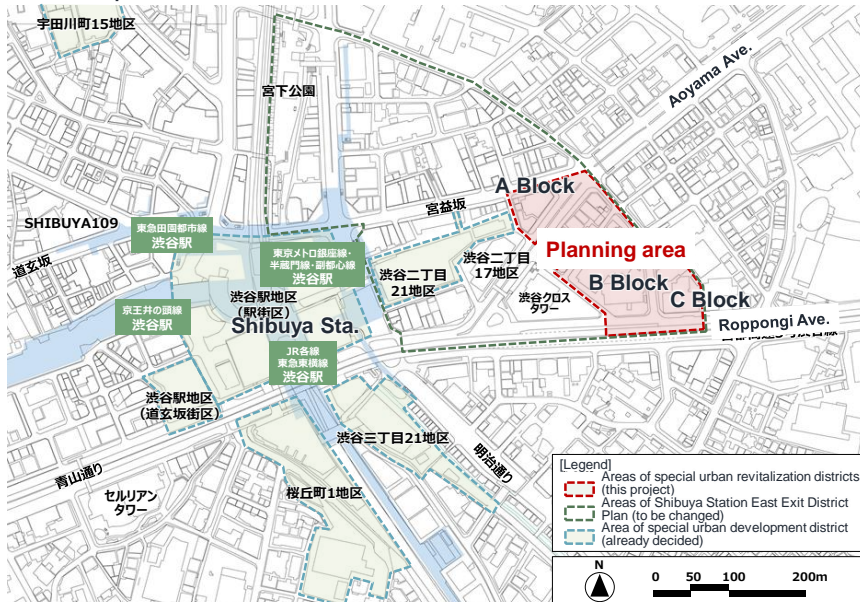 宇田川町15地区
宮下公園
Aoyama Ave.
A Block
宮益坂
SHIBUYA109
東急田園都市線
渋谷駅
道玄坂
東京メトロ銀座線・
半蔵門線・副都心線
渋谷駅
渋谷二丁目
17地区
渋谷二丁目
21地区
Planning area
B Block
C Block
渋谷クロス
タワー
京王井の頭線
渋谷駅
渋谷駅地区
(駅街区)
Shibuya Sta.
Roppongi Ave.
JR各線
東急東横線
渋谷駅
渋谷駅地区
(道玄坂街区)
渋谷三丁目21地区
明治通り
青山通り
セルリアン
タワー
桜丘町1地区
[Legend]
Areas of special urban revitalization districts
(this project)
Areas of Shibuya Station East Exit District
Plan (to be changed)
Area of special urban development district
(already decided)
N
0 50 100 200m